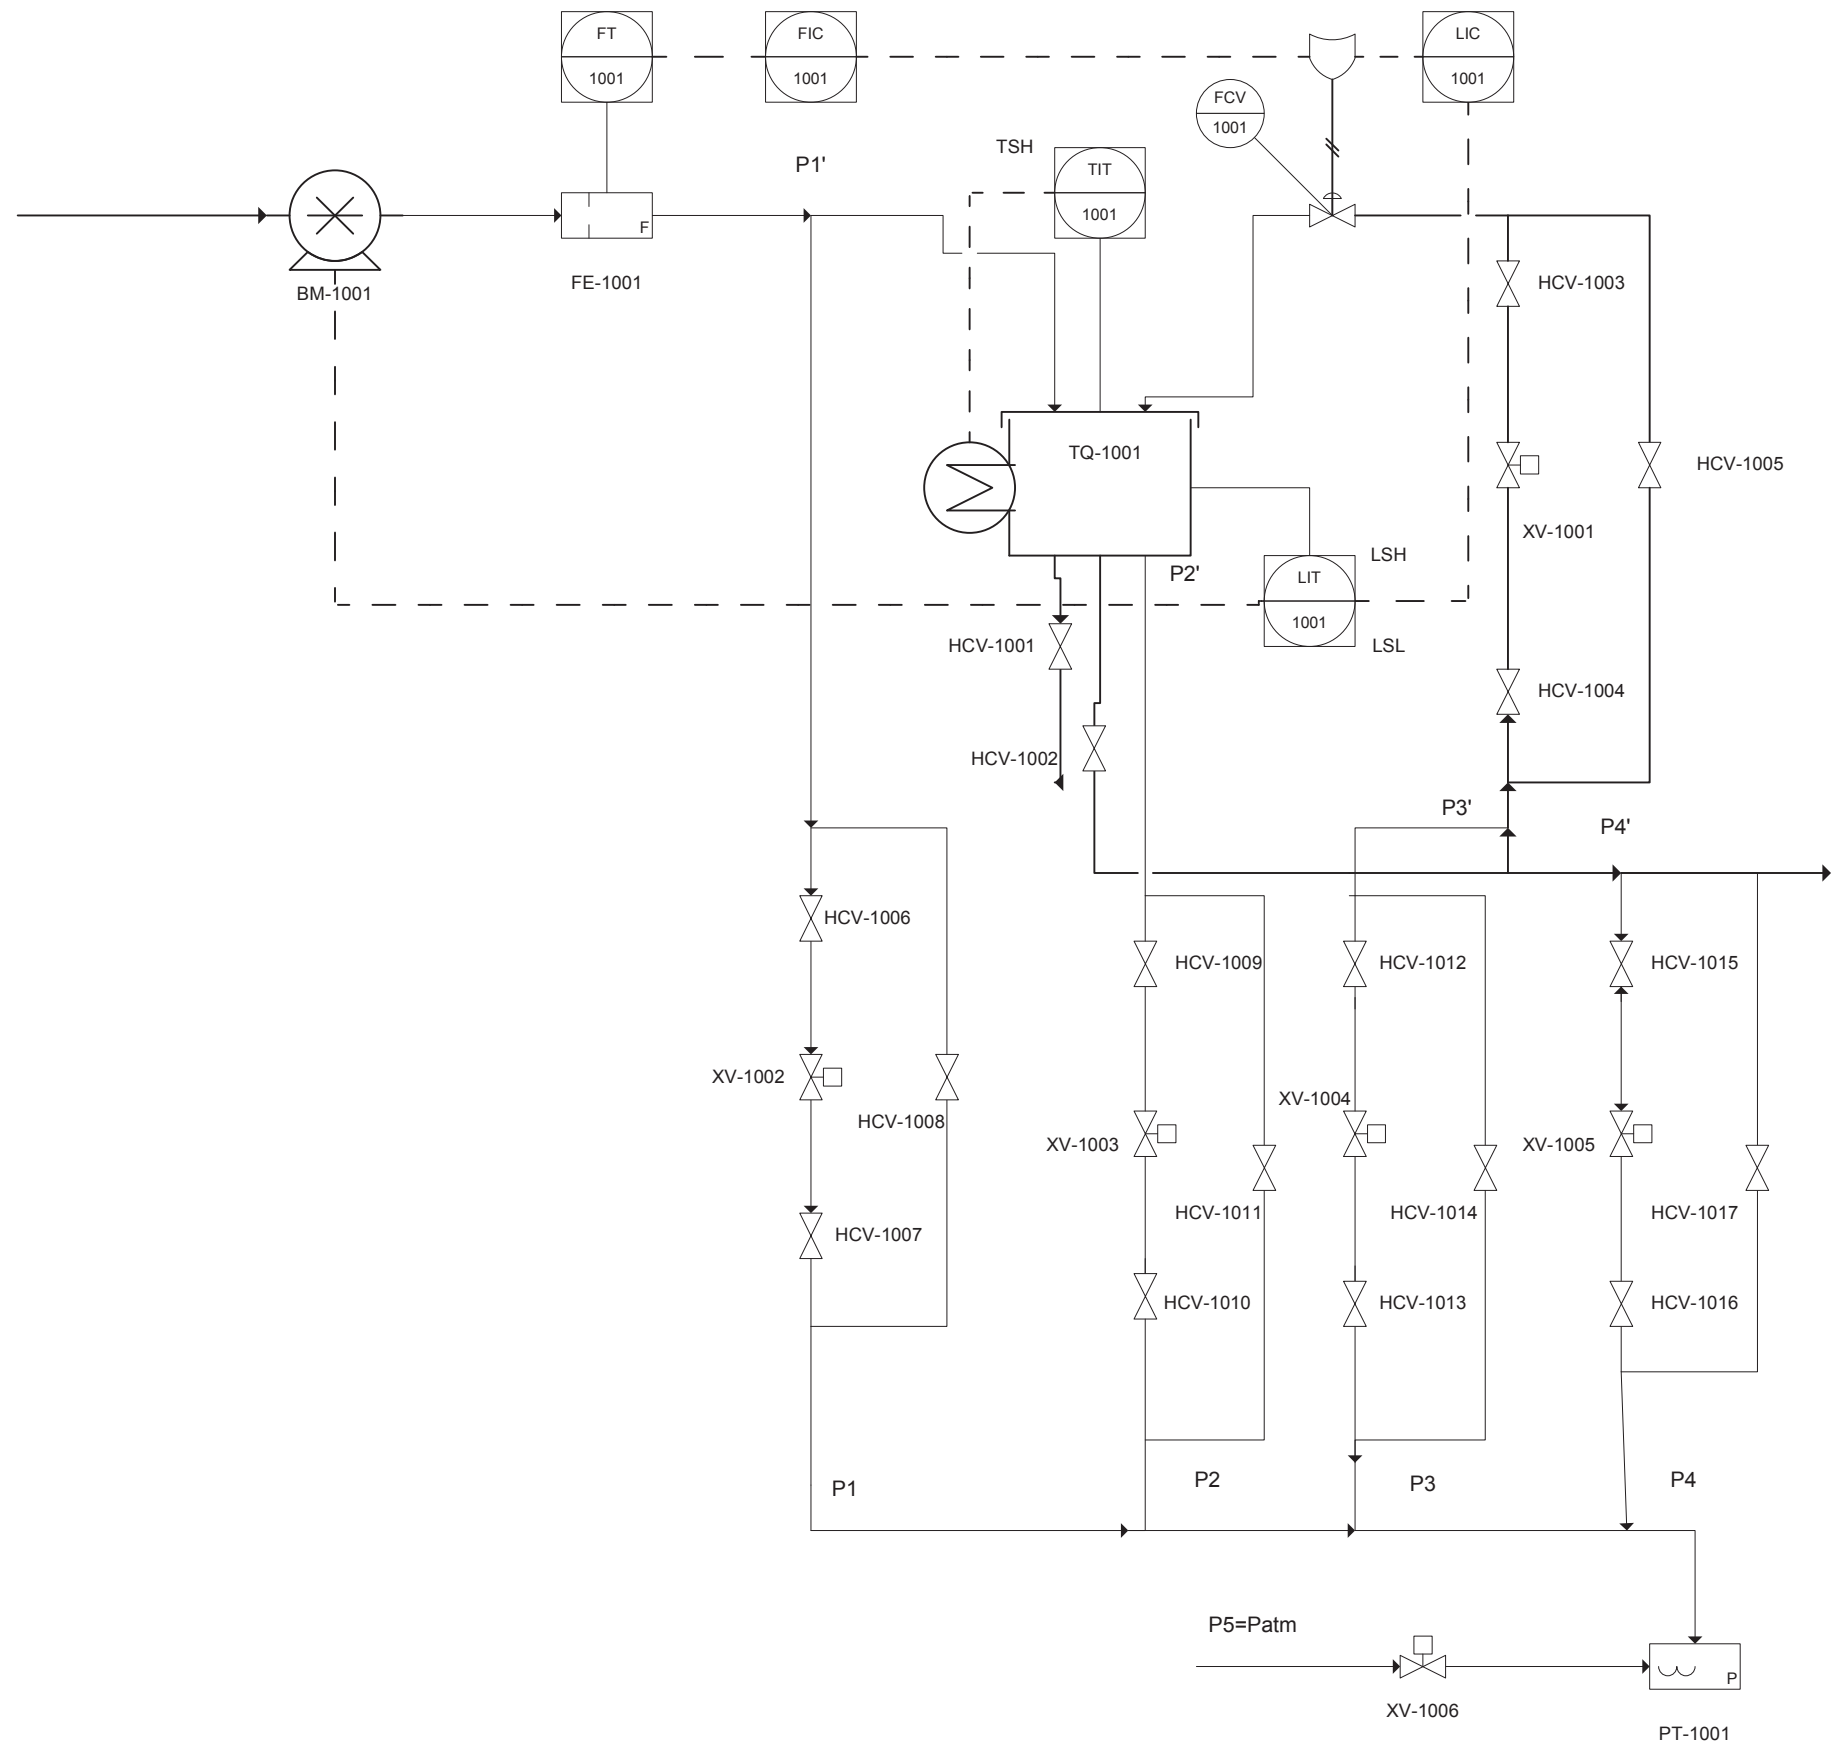 FT
1001
FIC
1001
LIC
1001
FCV
1001
TSH
TIT
1001
P1'
F
BM-1001
FE-1001
HCV-1003
TQ-1001
HCV-1005
XV-1001
LSH
P2'
LIT
1001
HCV-1001
LSL
HCV-1004
HCV-1002
P3'
P4'
HCV-1006
HCV-1009
HCV-1012
HCV-1015
XV-1002
XV-1004
HCV-1008
XV-1003
XV-1005
HCV-1011
HCV-1014
HCV-1017
HCV-1007
HCV-1010
HCV-1013
HCV-1016
P1
P2
P3
P4
P5=Patm
P
XV-1006
PT-1001